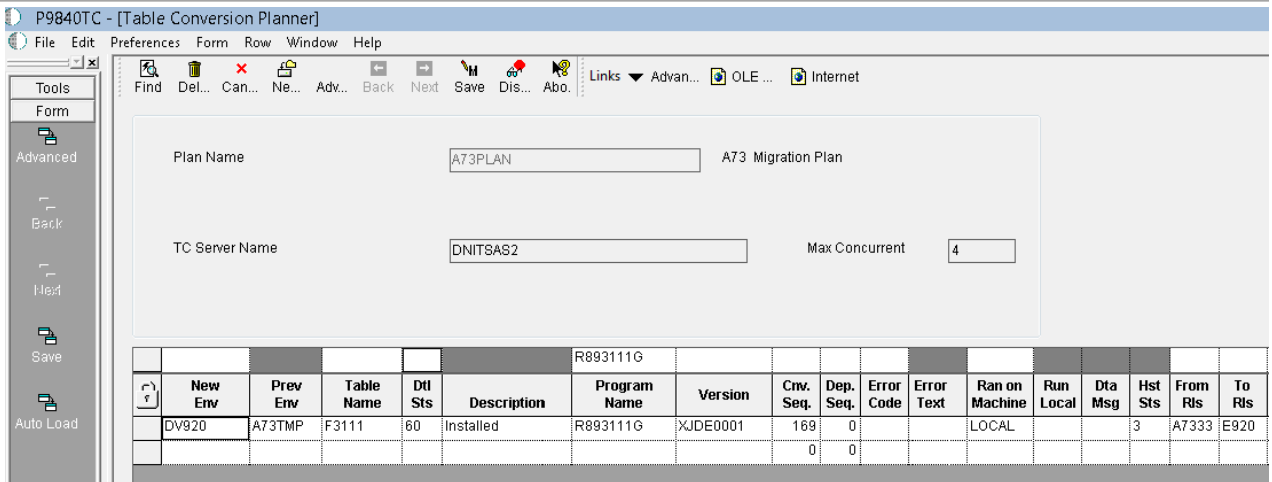 P9840TC - [Table Conversion Planner]
File Edit Preferences Form Row Window Help
Tools
Form
Advanced
Back
Next
Save
Auto Load
Find Del... Can... Ne... Adv... Back Next Save Dis... Abo. Links Advan... OLE ... Internet
Plan Name A73PLAN A73 Migration Plan
TC Server Name DNITSAS2 Max Concurrent 4
R893111G
New Env Prev Env Table Name Dtl Sts Description Program Name Version Cnv. Seq. Dep. Seq. Error Code Error Text Ran on Machine Run Local Dta Msg Hst Sts From Rls To Rls
DV920 A73TMP F3111 60 Installed R893111G XJDE0001 169 0 LOCAL 3 A7333 E920
0 0